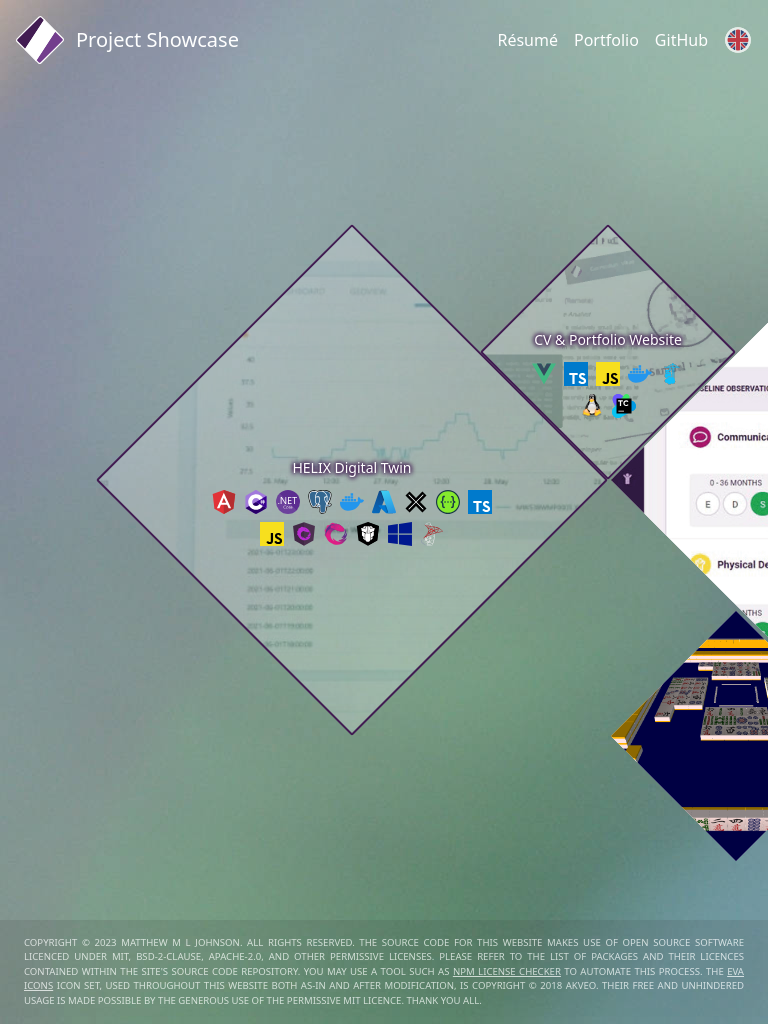 Project Showcase
Résumé
Portfolio
GitHub
CV & Portfolio Website
TS
JS
TC
BASELINE OBSERVATIO
Communica
0 - 36 MONTHS
E D S
Physical De
NTHS
HELIX Digital Twin
.NET
Core
TS
JS
COPYRIGHT © 2023 MATTHEW M L JOHNSON. ALL RIGHTS RESERVED. THE SOURCE CODE FOR THIS WEBSITE MAKES USE OF OPEN SOURCE SOFTWARE
LICENCED UNDER MIT, BSD-2-CLAUSE, APACHE-2.0, AND OTHER PERMISSIVE LICENSES. PLEASE REFER TO THE LIST OF PACKAGES AND THEIR LICENCES
CONTAINED WITHIN THE SITE'S SOURCE CODE REPOSITORY. YOU MAY USE A TOOL SUCH AS NPM LICENSE CHECKER TO AUTOMATE THIS PROCESS. THE EVA
ICONS ICON SET, USED THROUGHOUT THIS WEBSITE BOTH AS-IN AND AFTER MODIFICATION, IS COPYRIGHT © 2018 AKVEO. THEIR FREE AND UNHINDERED
USAGE IS MADE POSSIBLE BY THE GENEROUS USE OF THE PERMISSIVE MIT LICENCE. THANK YOU ALL.